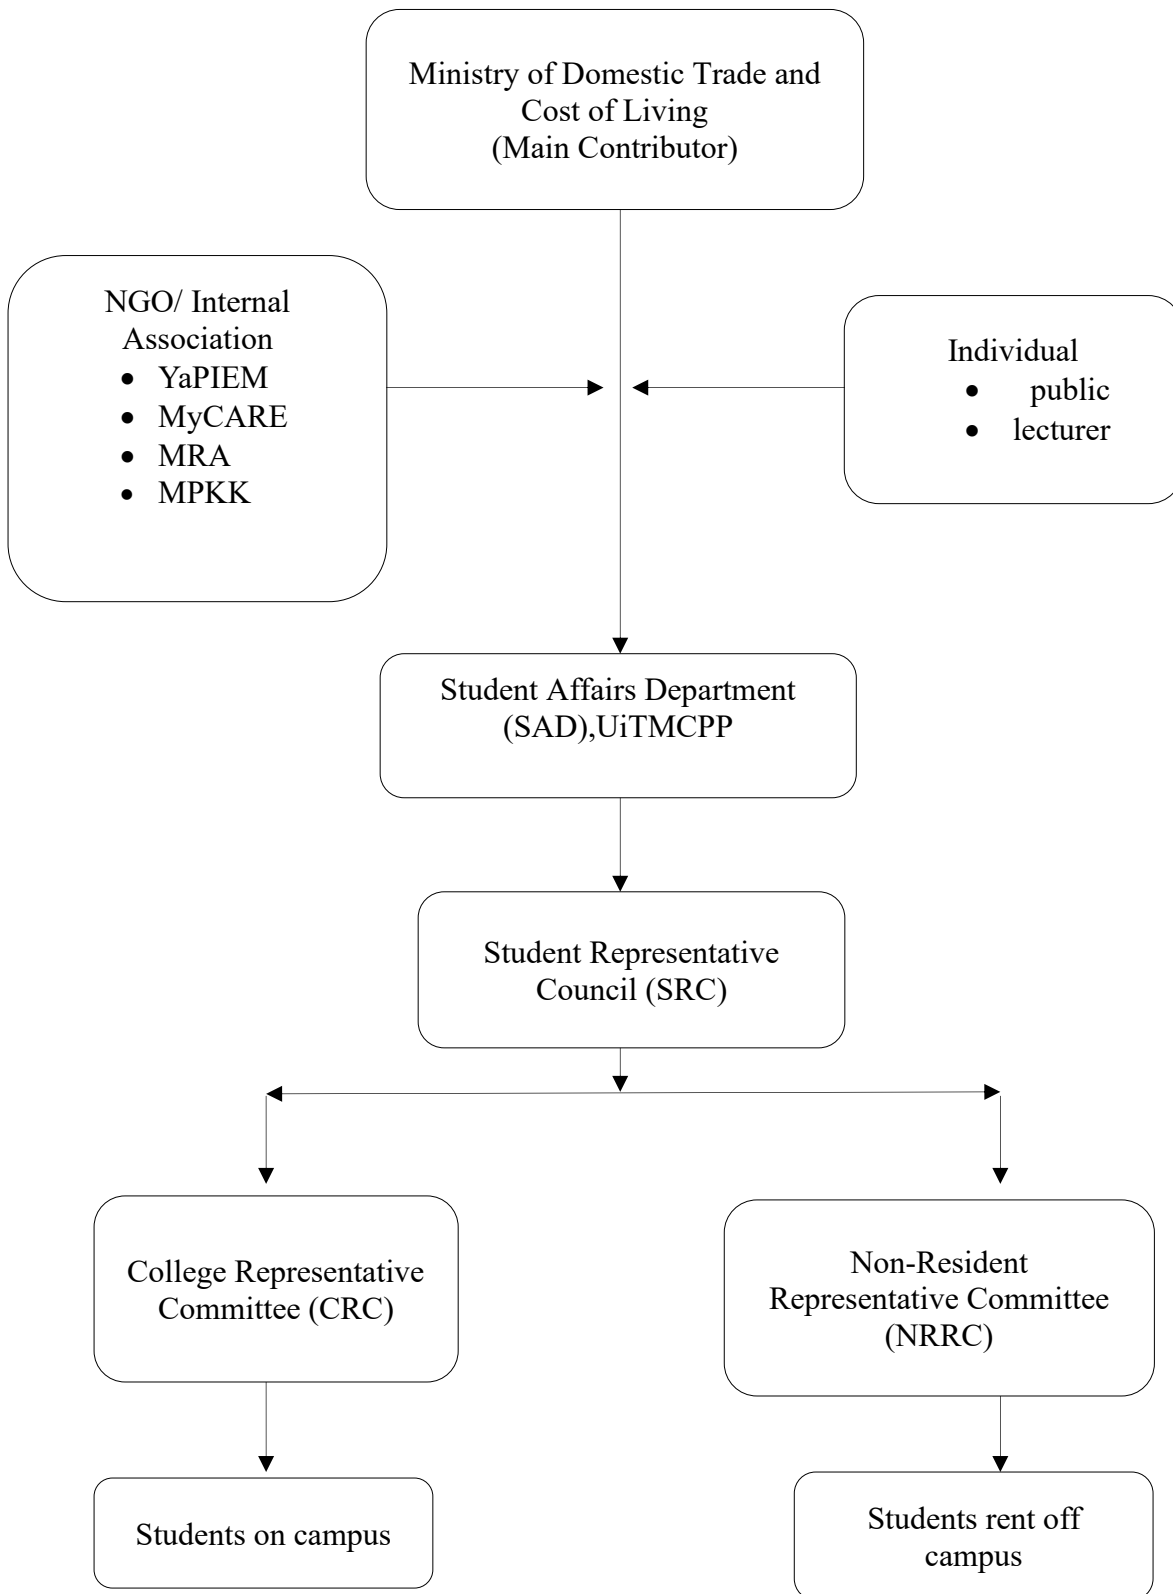 Ministry of Domestic Trade and
Cost of Living
(Main Contributor)
NGO/ Internal
Association
• YaPIEM
• MyCARE
• MRA
• MPKK
Individual
• public
• lecturer
Student Affairs Department
(SAD),UiTMCPP
Student Representative
Council (SRC)
College Representative
Committee (CRC)
Non-Resident
Representative Committee
(NRRC)
Students on campus
Students rent off
campus